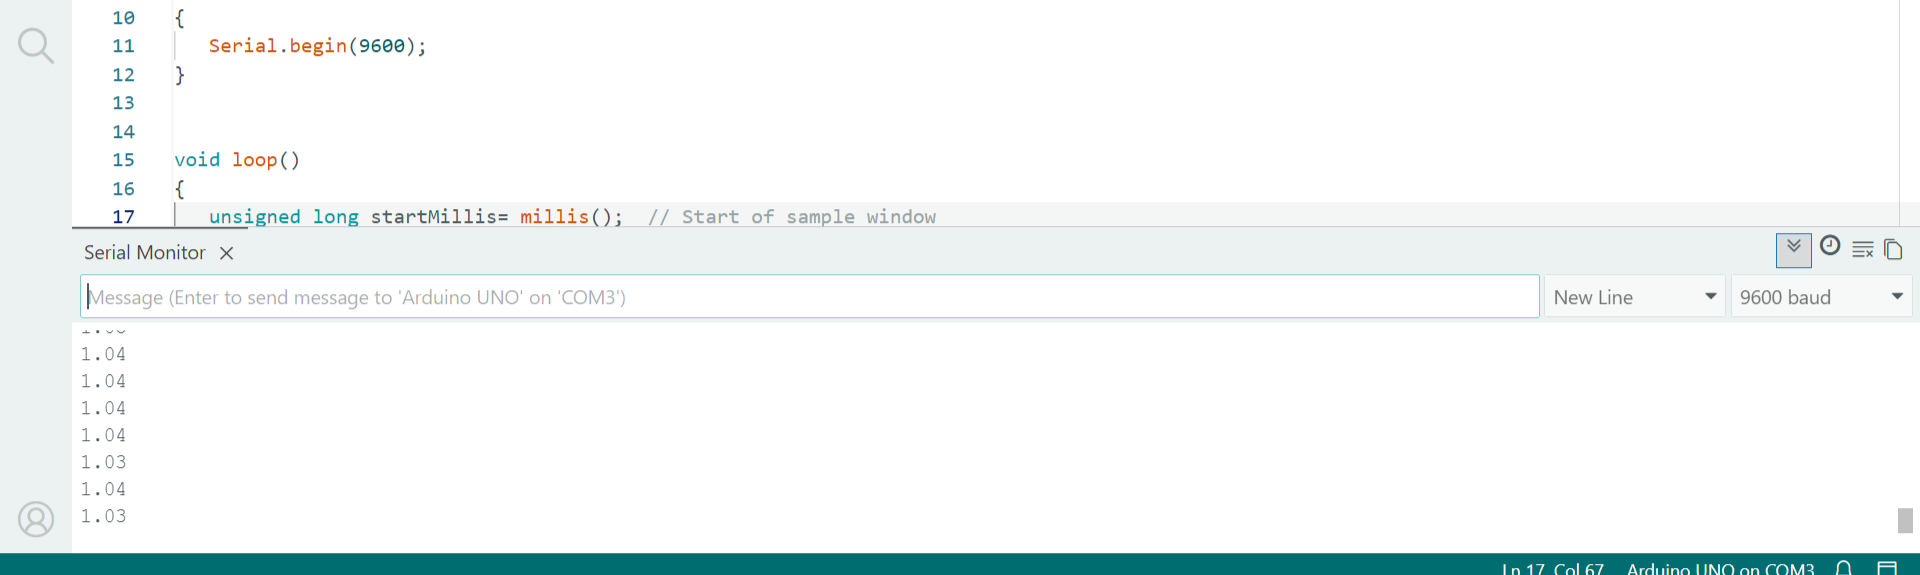 10 {
11 Serial.begin(9600);
12 }
13
14
15 void loop()
16 {
17 unsigned long startMillis= millis();  // Start of sample window
Serial Monitor
Message (Enter to send message to 'Arduino UNO' on 'COM3')
New Line
9600 baud
1.04
1.04
1.04
1.04
1.03
1.04
1.03
Ln 17, Col 67 Arduino UNO on COM3